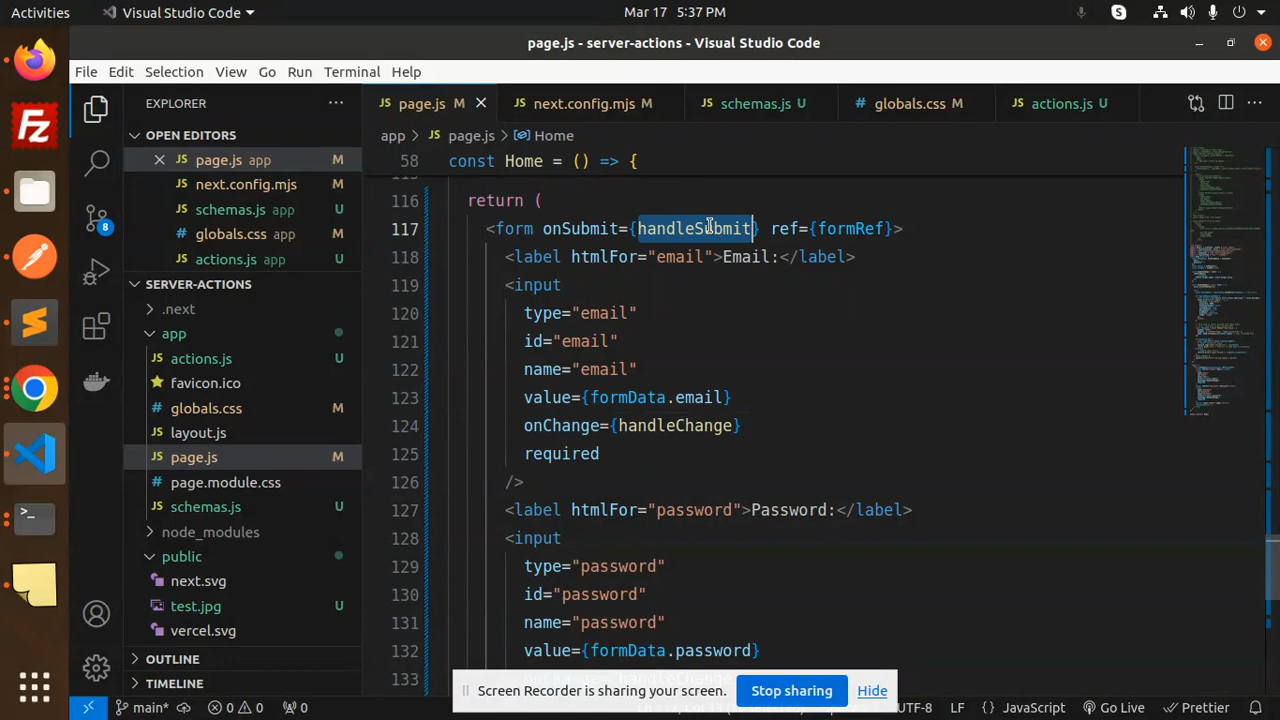 Activities
Visual Studio Code
Mar 17 5:37 PM
page.js - server-actions - Visual Studio Code
File Edit Selection View Go Run Terminal Help
EXPLORER
OPEN EDITORS
page.js app M
next.config.mjs M
schemas.js app U
globals.css app M
actions.js app U
SERVER-ACTIONS
.next
app
actions.js U
favicon.ico
globals.css M
layout.js
page.js M
page.module.css
schemas.js U
node_modules
public
next.svg
test.jpg U
vercel.svg
OUTLINE
TIMELINE
8
page.js M
next.config.mjs M
schemas.js U
globals.css M
actions.js U
app > page.js > Home
58 const Home = () => {
116 return (
117 <form onSubmit={handleSubmit} ref={formRef}>
118 <label htmlFor="email">Email:</label>
119 <input
120 type="email"
121 id="email"
122 name="email"
123 value={formData.email}
124 onChange={handleChange}
125 required
126 />
127 <label htmlFor="password">Password:</label>
128 <input
129 type="password"
130 id="password"
131 name="password"
132 value={formData.password}
133
Screen Recorder is sharing your screen.
Stop sharing
Hide
main*
0 0
0
UTF-8
LF
JavaScript
Go Live
Prettier